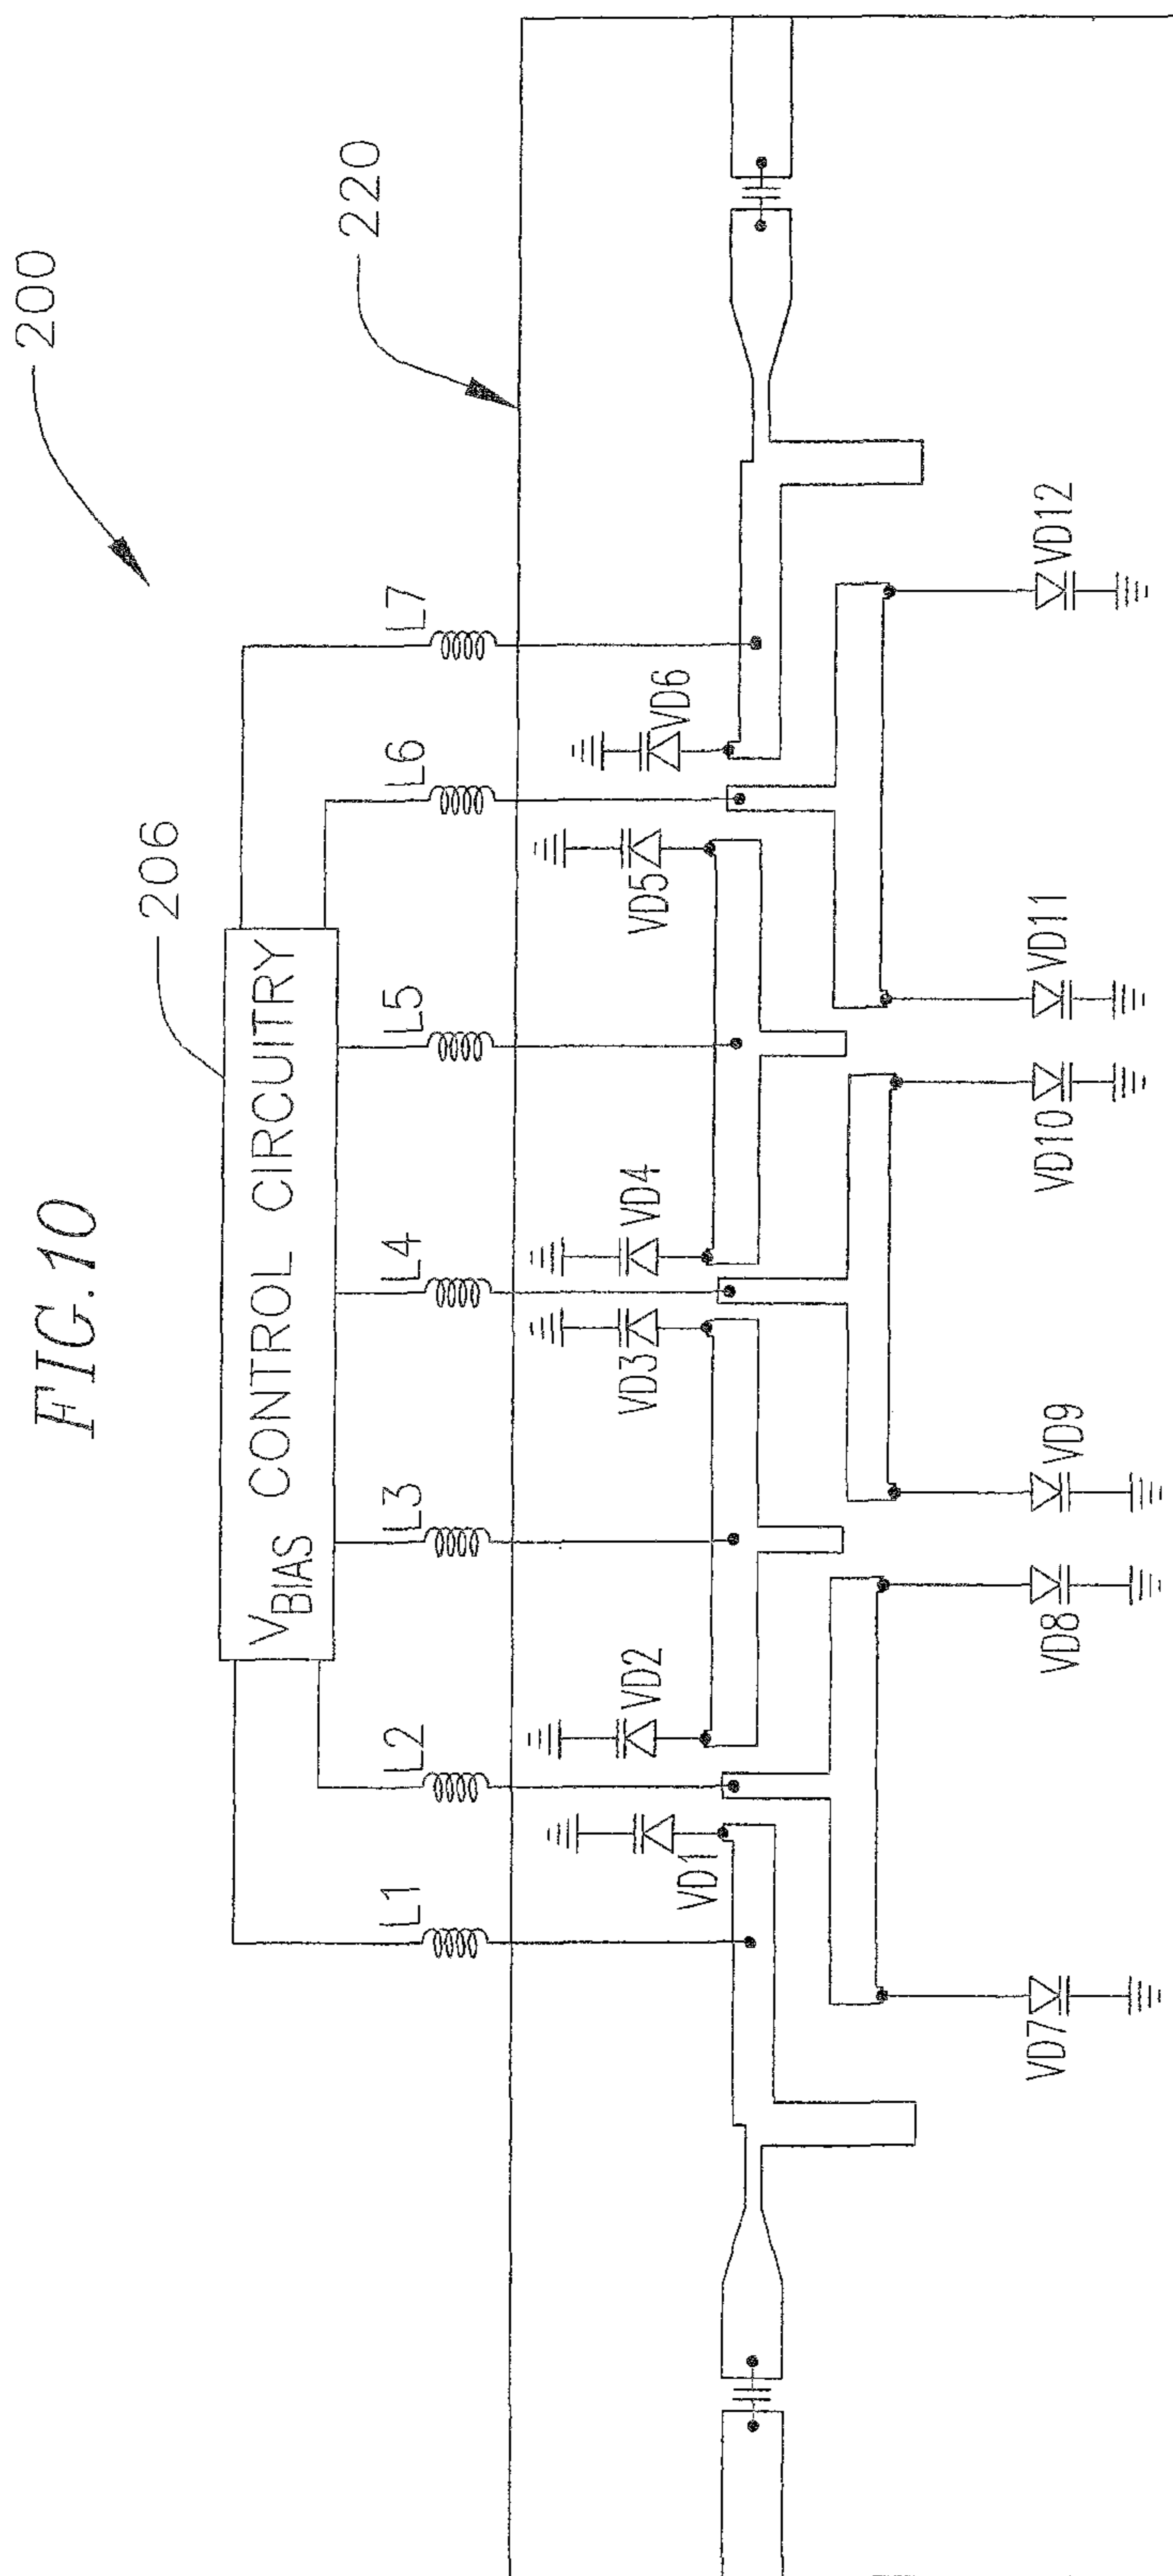 FIG.10
200
206
220
VBIAS CONTROL CIRCUITRY
L1
L2
L3
L4
L5
L6
L7
VD1
VD2
VD3
VD4
VD5
VD6
VD7
VD8
VD9
VD10
VD11
VD12